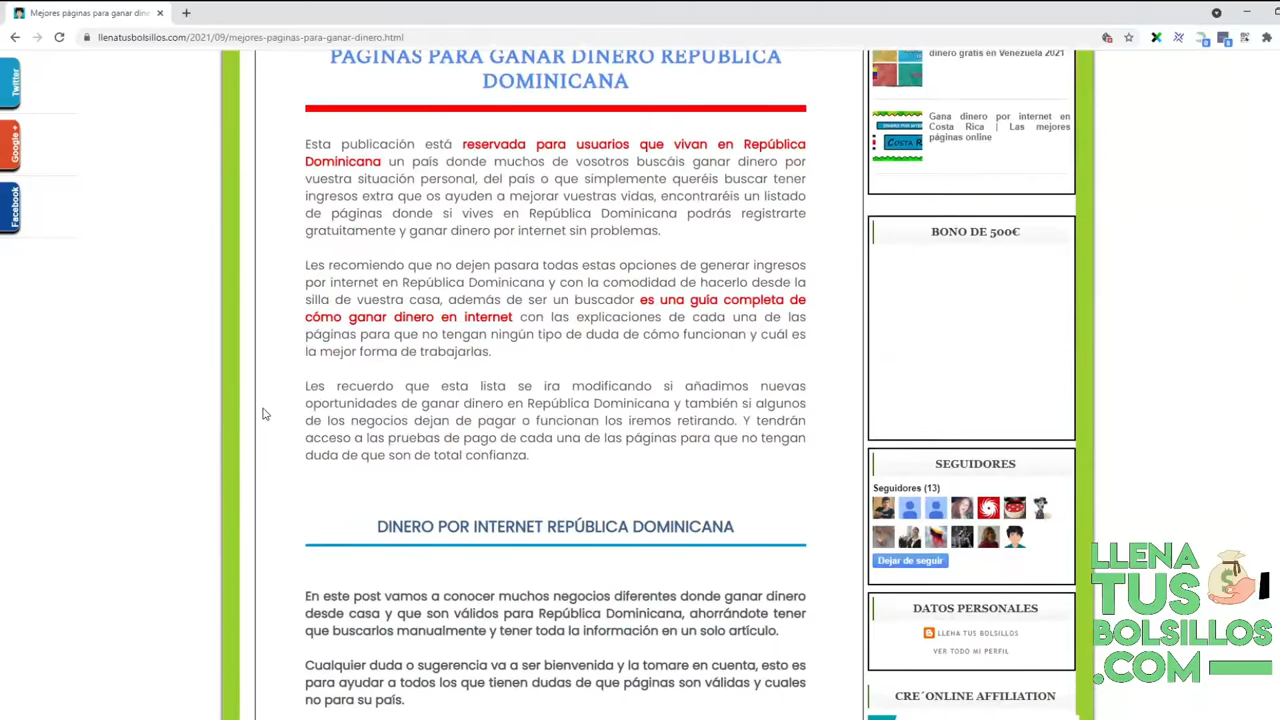 Mejores páginas para ganar dine
llenatusbolsillos.com/2021/09/mejores-paginas-para-ganar-dinero.html
Twitter
Google +
Facebook
PÁGINAS PARA GANAR DINERO REPÚBLICA
DOMINICANA
Esta publicación está reservada para usuarios que vivan en República
Dominicana un país donde muchos de vosotros buscáis ganar dinero por
vuestra situación personal, del país o que simplemente queréis buscar tener
ingresos extra que os ayuden a mejorar vuestras vidas, encontraréis un listado
de páginas donde si vives en República Dominicana podrás registrarte
gratuitamente y ganar dinero por internet sin problemas.
Les recomiendo que no dejen pasara todas estas opciones de generar ingresos
por internet en República Dominicana y con la comodidad de hacerlo desde la
silla de vuestra casa, además de ser un buscador es una guía completa de
cómo ganar dinero en internet con las explicaciones de cada una de las
páginas para que no tengan ningún tipo de duda de cómo funcionan y cuál es
la mejor forma de trabajarlas.
Les recuerdo que esta lista se ira modificando si añadimos nuevas
oportunidades de ganar dinero en República Dominicana y también si algunos
de los negocios dejan de pagar o funcionan los iremos retirando. Y tendrán
acceso a las pruebas de pago de cada una de las páginas para que no tengan
duda de que son de total confianza.
DINERO POR INTERNET REPÚBLICA DOMINICANA
En este post vamos a conocer muchos negocios diferentes donde ganar dinero
desde casa y que son válidos para República Dominicana, ahorrándote tener
que buscarlos manualmente y tener toda la información en un solo artículo.
Cualquier duda o sugerencia va a ser bienvenida y la tomare en cuenta, esto es
para ayudar a todos los que tienen dudas de que páginas son válidas y cuales
no para su país.
dinero gratis en Venezuela 2021
Gana dinero por internet en
Costa Rica | Las mejores
páginas online
BONO DE 500€
SEGUIDORES
Seguidores (13)
Dejar de seguir
DATOS PERSONALES
LLENA TUS BOLSILLOS
VER TODO MI PERFIL
CRE´ONLINE AFFILIATION
LLENA
TUS
BOLSILLOS
.COM